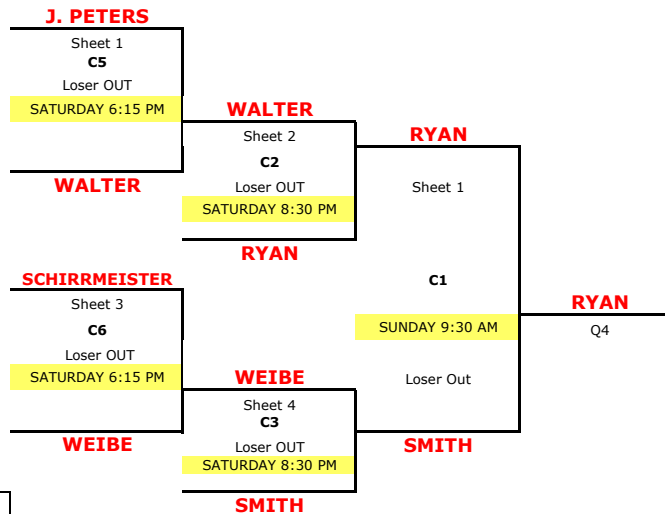 J. PETERS
Sheet 1
C5
Loser OUT
SATURDAY 6:15 PM
WALTER
WALTER
Sheet 2
C2
Loser OUT
SATURDAY 8:30 PM
RYAN
RYAN
Sheet 1
C1
SUNDAY 9:30 AM
Loser Out
SMITH
RYAN
Q4
SCHIRRMEISTER
Sheet 3
C6
Loser OUT
SATURDAY 6:15 PM
WEIBE
WEIBE
Sheet 4
C3
Loser OUT
SATURDAY 8:30 PM
SMITH